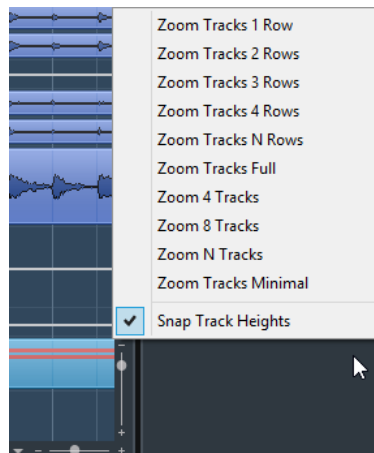 Zoom Tracks 1 Row
Zoom Tracks 2 Rows
Zoom Tracks 3 Rows
Zoom Tracks 4 Rows
Zoom Tracks N Rows
Zoom Tracks Full
Zoom 4 Tracks
Zoom 8 Tracks
Zoom N Tracks
Zoom Tracks Minimal
Snap Track Heights